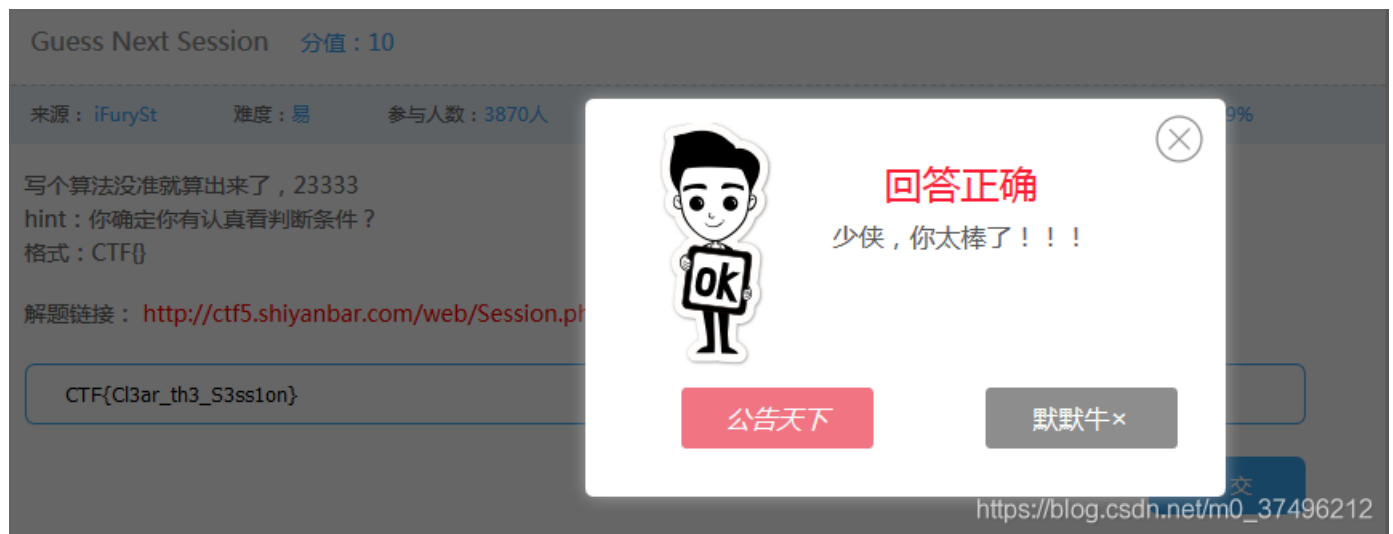 Guess Next Session 分值：10
来源： iFurySt 难度：易 参与人数：3870人 9%
写个算法没准就算出来了，23333
hint：你确定你有认真看判断条件？
格式：CTF{}
解题链接： http://ctf5.shiyanbar.com/web/Session.ph
CTF{Cl3ar_th3_S3ss1on}
回答正确
少侠，你太棒了！！！
ok
公告天下 默默牛×
交
https://blog.csdn.net/m0_37496212